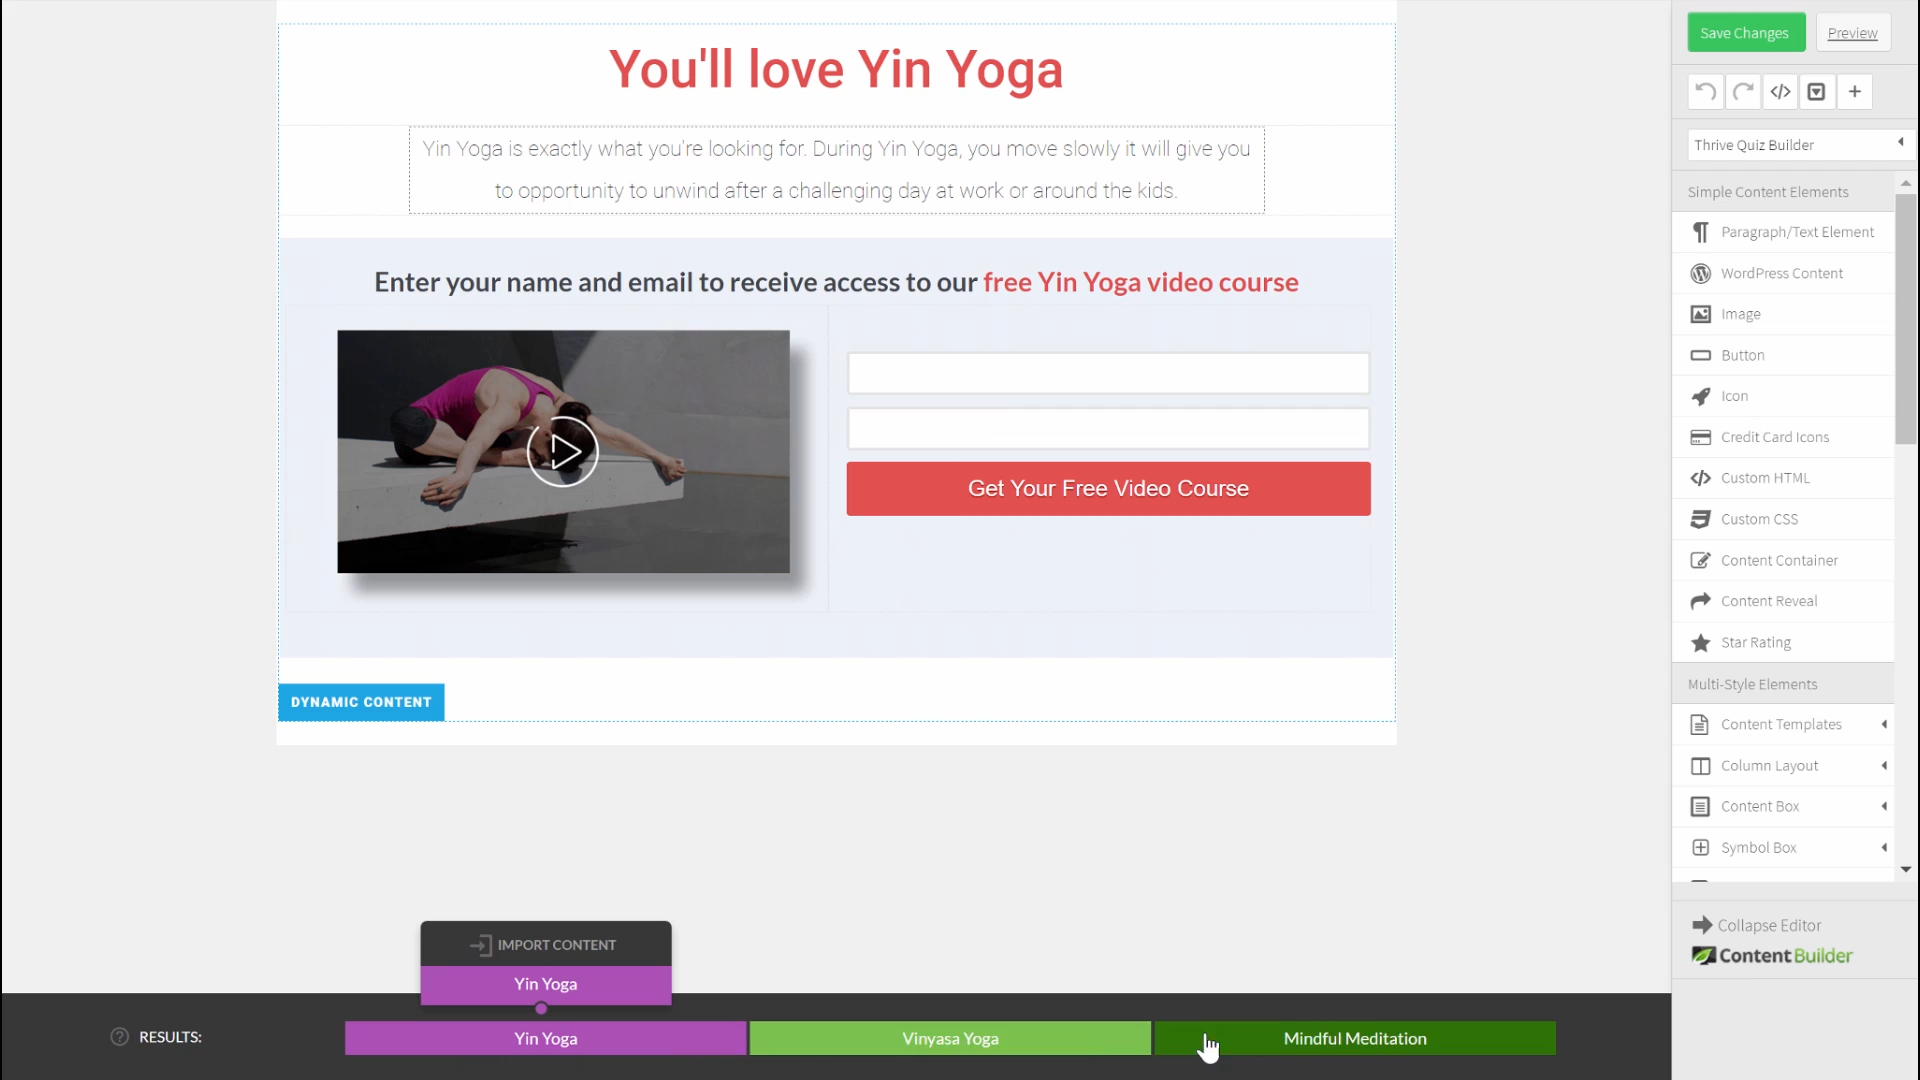 You'll love Yin Yoga
Yin Yoga is exactly what you're looking for. During Yin Yoga, you move slowly it will give you
to opportunity to unwind after a challenging day at work or around the kids.
Enter your name and email to receive access to our free Yin Yoga video course
Get Your Free Video Course
DYNAMIC CONTENT
IMPORT CONTENT
Yin Yoga
? RESULTS:
Yin Yoga
Vinyasa Yoga
Mindful Meditation
Save Changes
Preview
Thrive Quiz Builder
Simple Content Elements
Paragraph/Text Element
WordPress Content
Image
Button
Icon
Credit Card Icons
Custom HTML
Custom CSS
Content Container
Content Reveal
Star Rating
Multi-Style Elements
Content Templates
Column Layout
Content Box
Symbol Box
Collapse Editor
ContentBuilder